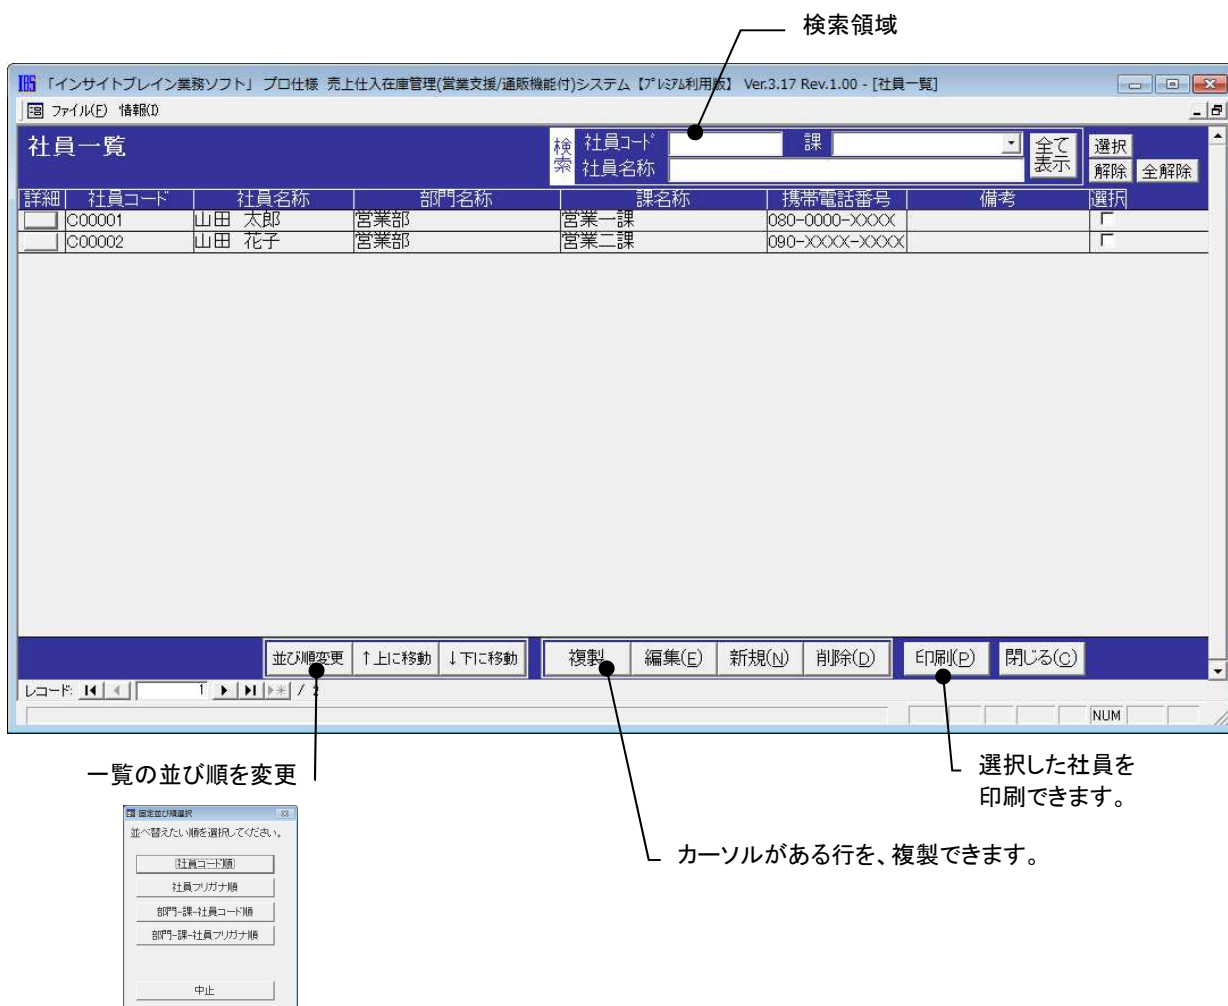 検索領域
IBS 「インサイトブレイン業務ソフト」 プロ仕様 売上仕入在庫管理(営業支援/通販機能付)システム【ﾌﾟﾚﾐｱﾑ利用版】 Ver.3.17 Rev.1.00 - [社員一覧]
ファイル(F) 情報(I)
社員一覧 検索 社員ｺｰﾄﾞ 課 全て表示 選択
社員名称 解除 全解除
詳細 社員コード 社員名称 部門名称 課名称 携帯電話番号 備考 選択
C00001 山田 太郎 営業部 営業一課 080-0000-XXXX
C00002 山田 花子 営業部 営業二課 090-XXXX-XXXX
並び順変更 ↑上に移動 ↓下に移動 複製 編集(E) 新規(N) 削除(D) 印刷(P) 閉じる(C)
レコード: 1 / 2
NUM
一覧の並び順を変更
選択した社員を
印刷できます。
固定並び順選択
並べ替えたい順を選択してください。
カーソルがある行を、複製できます。
社員コード順
社員フリガナ順
部門-課-社員コード順
部門-課-社員フリガナ順
中止